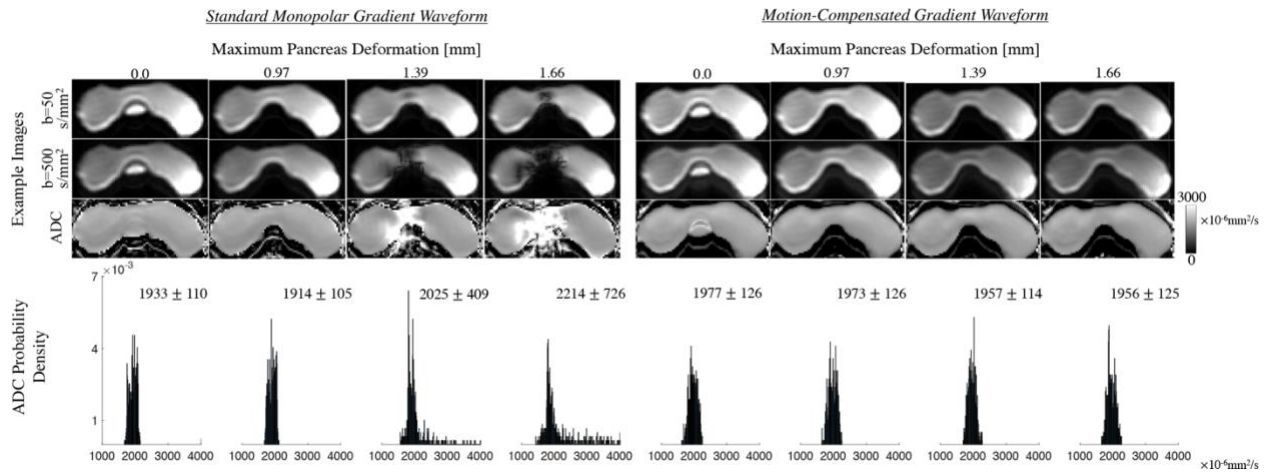 Standard Monopolar Gradient Waveform
Motion-Compensated Gradient Waveform
Maximum Pancreas Deformation [mm]
Maximum Pancreas Deformation [mm]
0.0 0.97 1.39 1.66
0.0 0.97 1.39 1.66
Example Images
b=50
s/mm²
b=500
s/mm²
ADC
3000
×10⁻⁶mm²/s
0
ADC Probability
Density
×10⁻³
7
4
1
1933 ± 110 1914 ± 105 2025 ± 409 2214 ± 726 1977 ± 126 1973 ± 126 1957 ± 114 1956 ± 125
1000 2000 3000 4000 1000 2000 3000 4000 1000 2000 3000 4000 1000 2000 3000 4000 1000 2000 3000 4000 1000 2000 3000 4000 1000 2000 3000 4000 1000 2000 3000 4000
×10⁻⁶mm²/s